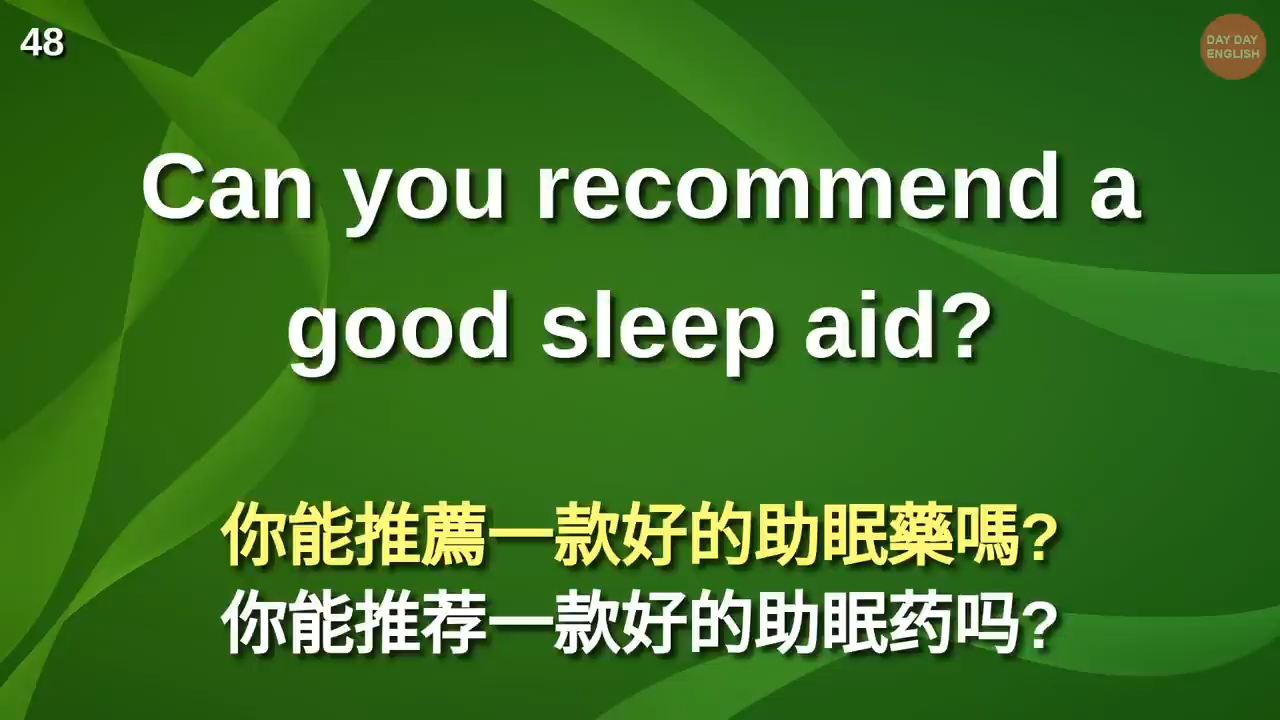 48
DAY DAY
ENGLISH
Can you recommend a
good sleep aid?
你能推薦一款好的助眠藥嗎?
你能推荐一款好的助眠药吗?